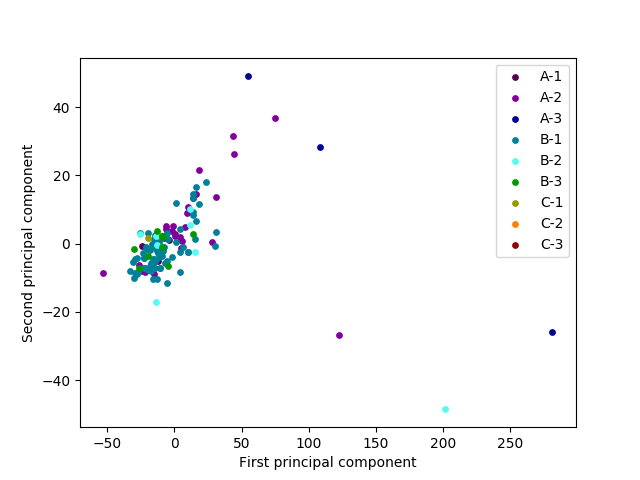 A-1
A-2
A-3
B-1
B-2
B-3
C-1
C-2
C-3
40
20
0
−20
−40
Second principal component
−50
0
50
100
150
200
250
First principal component